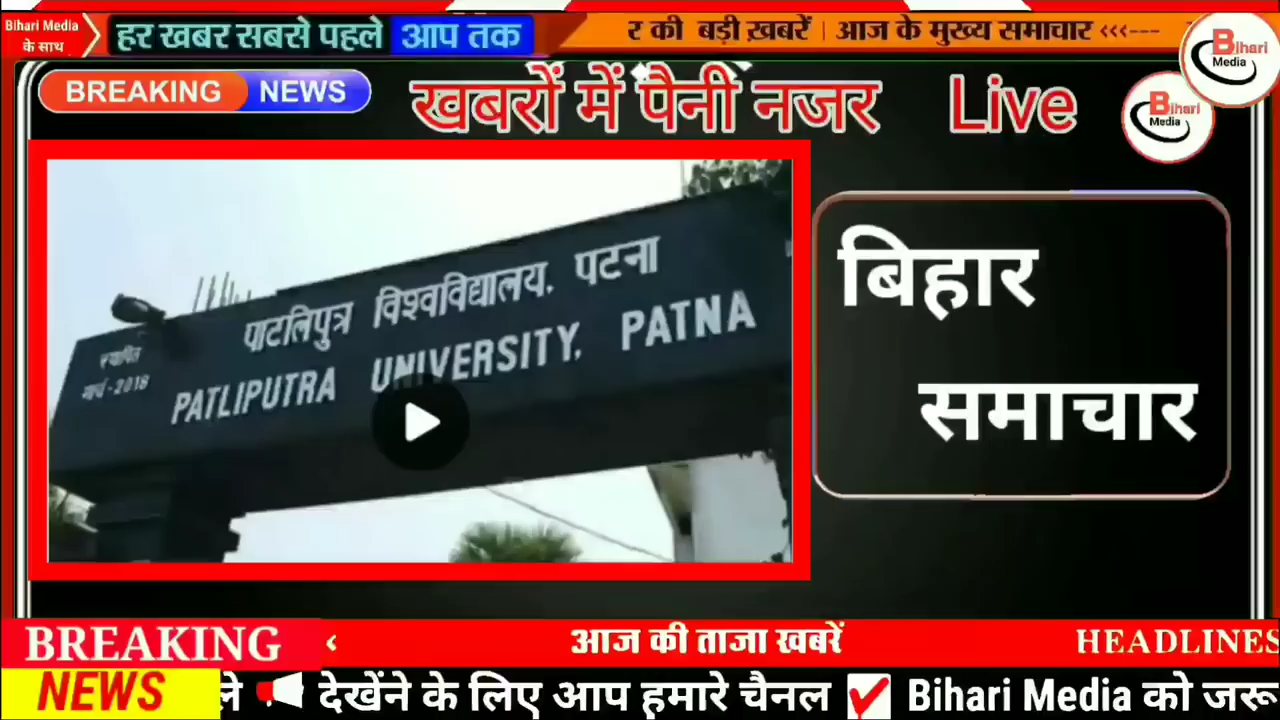 Bihari Media
के साथ
हर खबर सबसे पहले आप तक
र की बड़ी ख़बरें | आज के मुख्य समाचार <<<---
Bihari
Media
BREAKING NEWS
खबरों में पैनी नजर Live
Bihari
Media
स्थापित
मार्च-2018
पाटलिपुत्र विश्वविद्यालय, पटना
PATLIPUTRA UNIVERSITY, PATNA
बिहार
समाचार
BREAKING
NEWS
‹ आज की ताजा खबरें HEADLINES
ले देखेंने के लिए आप हमारे चैनल Bihari Media को जरू